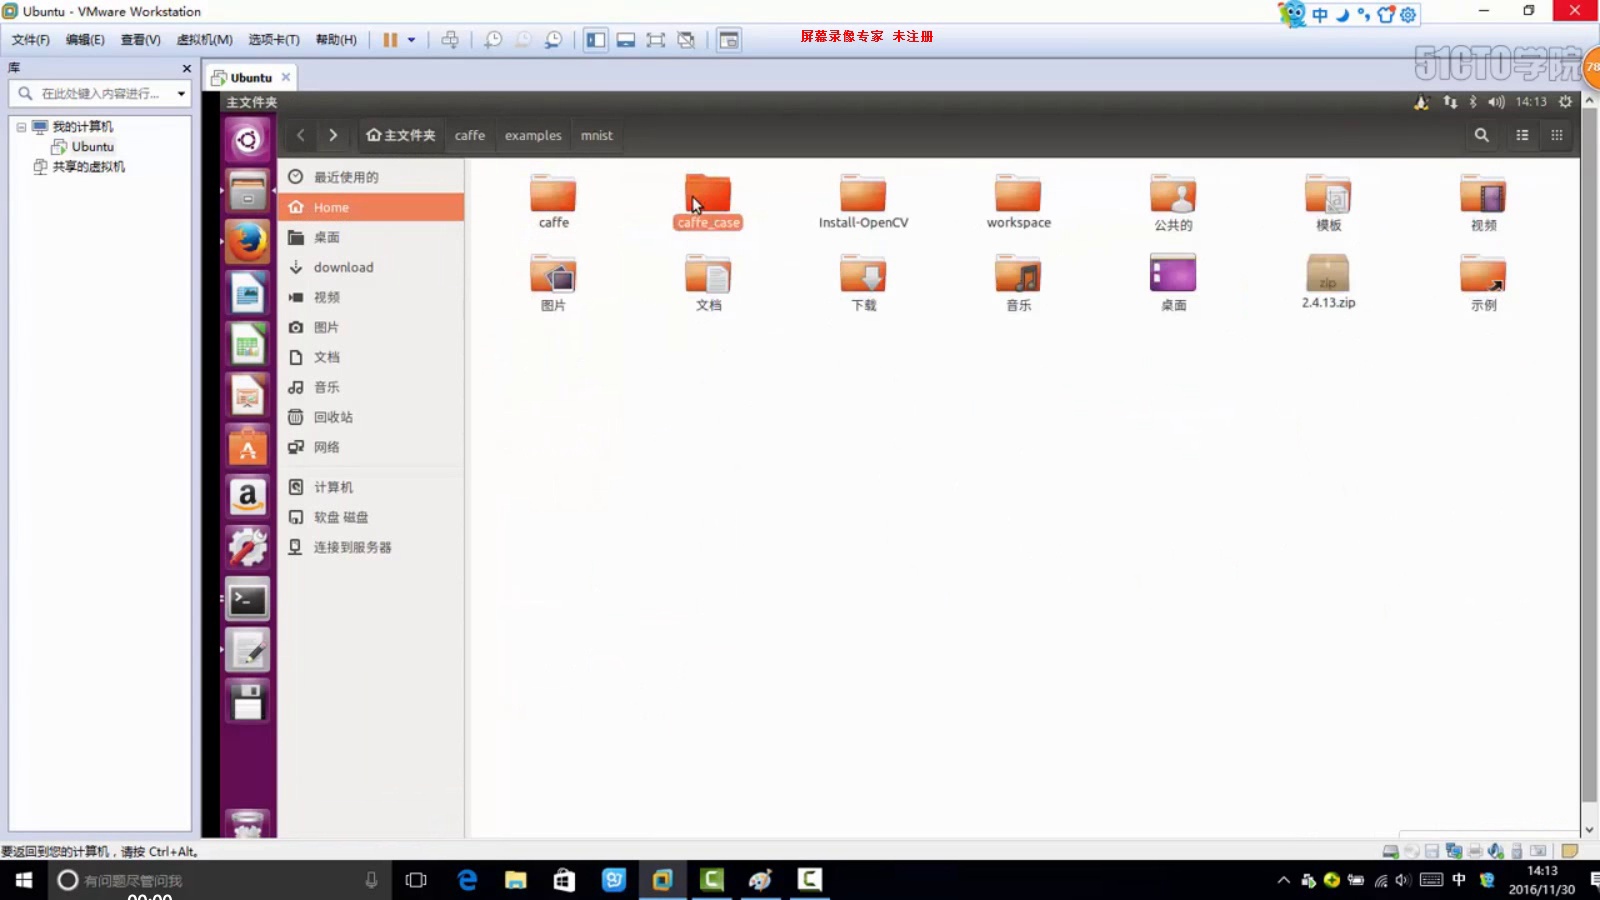 Ubuntu - VMware Workstation
中
文件(F) 编辑(E) 查看(V) 虚拟机(M) 选项卡(T) 帮助(H)
屏幕录像专家 未注册
51CTO学院
78
库
在此处键入内容进行...
我的计算机
Ubuntu
共享的虚拟机
Ubuntu
主文件夹
14:13
主文件夹 caffe examples mnist
最近使用的
Home
桌面
download
视频
图片
文档
音乐
回收站
网络
计算机
软盘 磁盘
连接到服务器
caffe
caffe_case
Install-OpenCV
workspace
公共的
模板
视频
图片
文档
下载
音乐
桌面
zip
2.4.13.zip
示例
要返回到您的计算机，请按 Ctrl+Alt。
有问题尽管问我
00:00
中
14:13
2016/11/30